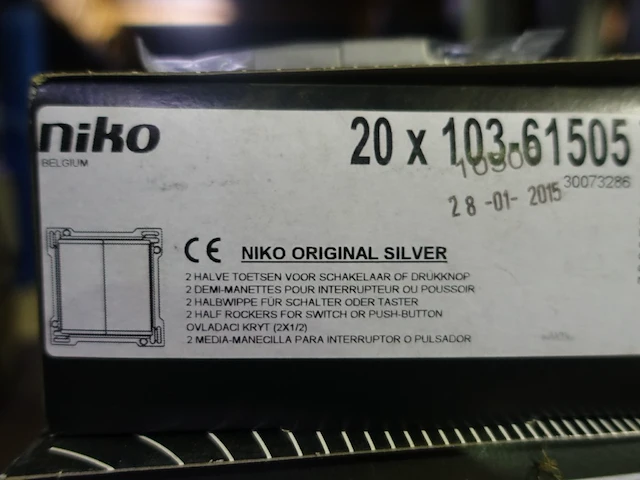 niko
BELGIUM
20 x 103-61505
30073286
28 -01- 2015
CE NIKO ORIGINAL SILVER
2 HALVE TOETSEN VOOR SCHAKELAAR OF DRUKKNOP
2 DEMI-MANETTES POUR INTERRUPTEUR OU POUSSOIR
2 HALBWIPPE FÜR SCHALTER ODER TASTER
2 HALF ROCKERS FOR SWITCH OR PUSH-BUTTON
OVLADACI KRYT (2X1/2)
2 MEDIA-MANECILLA PARA INTERRUPTOR O PULSADOR